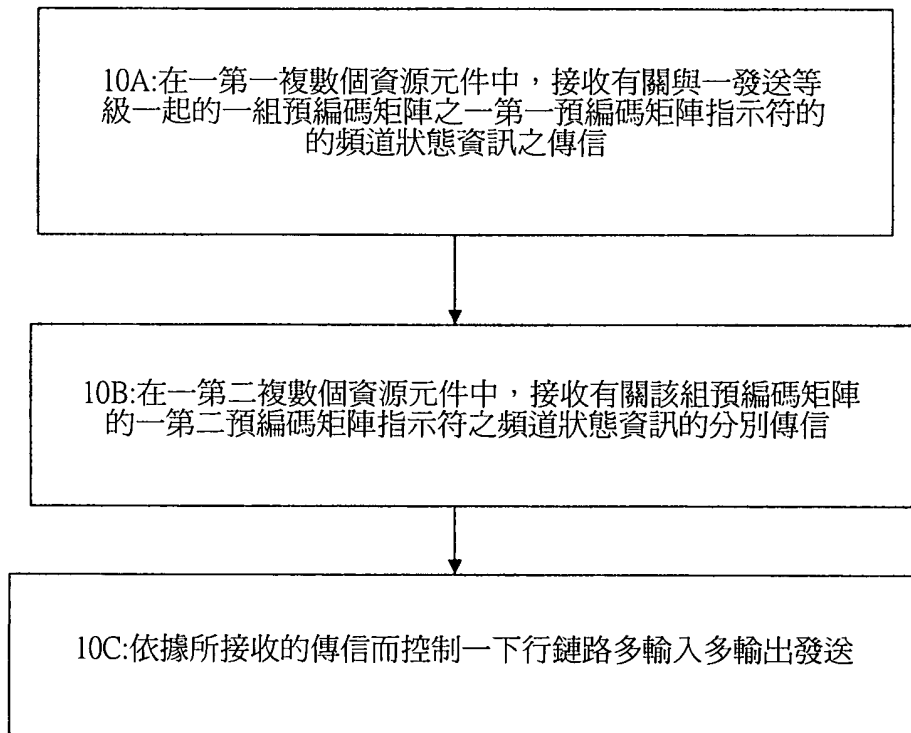 10A:在一第一複數個資源元件中，接收有關與一發送等
級一起的一組預編碼矩陣之一第一預編碼矩陣指示符的
的頻道狀態資訊之傳信
10B:在一第二複數個資源元件中，接收有關該組預編碼矩陣
的一第二預編碼矩陣指示符之頻道狀態資訊的分別傳信
10C:依據所接收的傳信而控制一下行鏈路多輸入多輸出發送